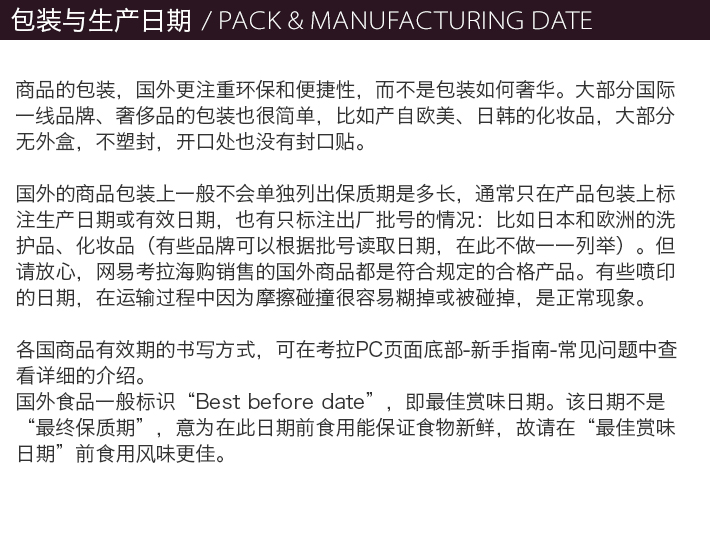 包装与生产日期 / PACK & MANUFACTURING DATE
商品的包装，国外更注重环保和便捷性，而不是包装如何奢华。大部分国际
一线品牌、奢侈品的包装也很简单，比如产自欧美、日韩的化妆品，大部分
无外盒，不塑封，开口处也没有封口贴。
国外的商品包装上一般不会单独列出保质期是多长，通常只在产品包装上标
注生产日期或有效日期，也有只标注出厂批号的情况：比如日本和欧洲的洗
护品、化妆品（有些品牌可以根据批号读取日期，在此不做一一列举）。但
请放心，网易考拉海购销售的国外商品都是符合规定的合格产品。有些喷印
的日期，在运输过程中因为摩擦碰撞很容易糊掉或被碰掉，是正常现象。
各国商品有效期的书写方式，可在考拉PC页面底部-新手指南-常见问题中查
看详细的介绍。
国外食品一般标识“Best before date”，即最佳赏味日期。该日期不是
“最终保质期”，意为在此日期前食用能保证食物新鲜，故请在“最佳赏味
日期”前食用风味更佳。